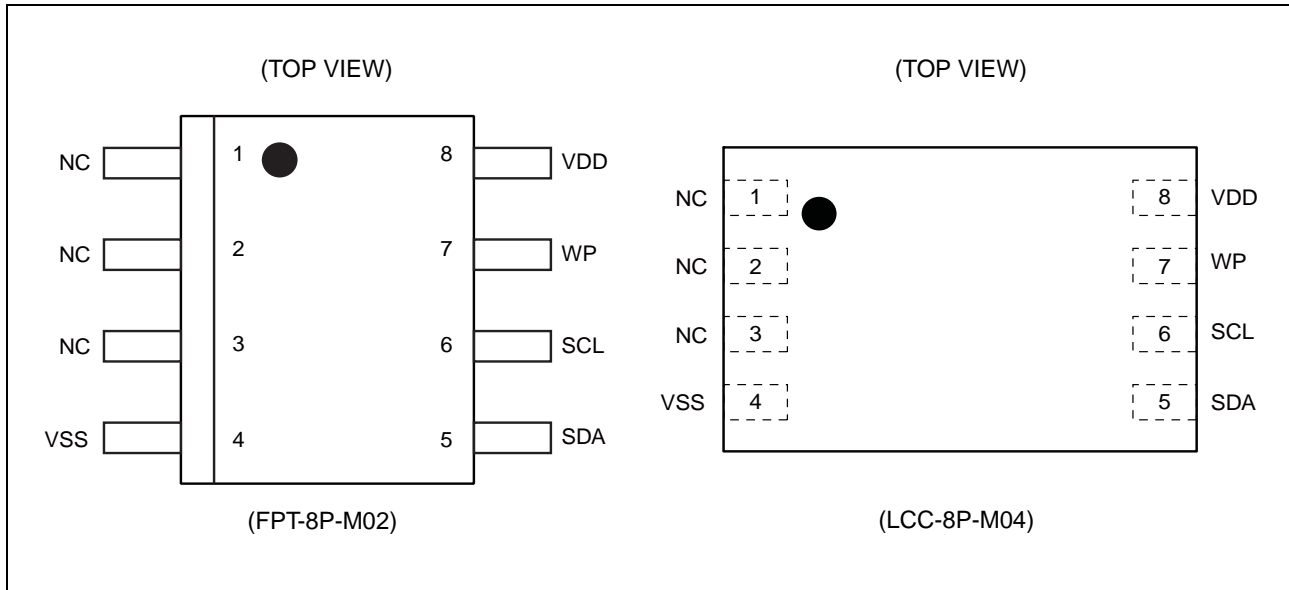 (TOP VIEW)
NC 1 8 VDD
NC 2 7 WP
NC 3 6 SCL
VSS 4 5 SDA
(FPT-8P-M02)
(TOP VIEW)
NC 1 8 VDD
NC 2 7 WP
NC 3 6 SCL
VSS 4 5 SDA
(LCC-8P-M04)